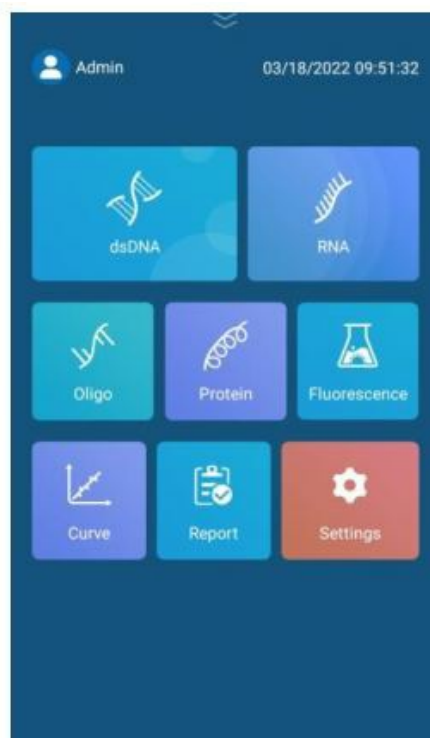 Admin 03/18/2022 09:51:32
dsDNA RNA
Oligo Protein Fluorescence
Curve Report Settings